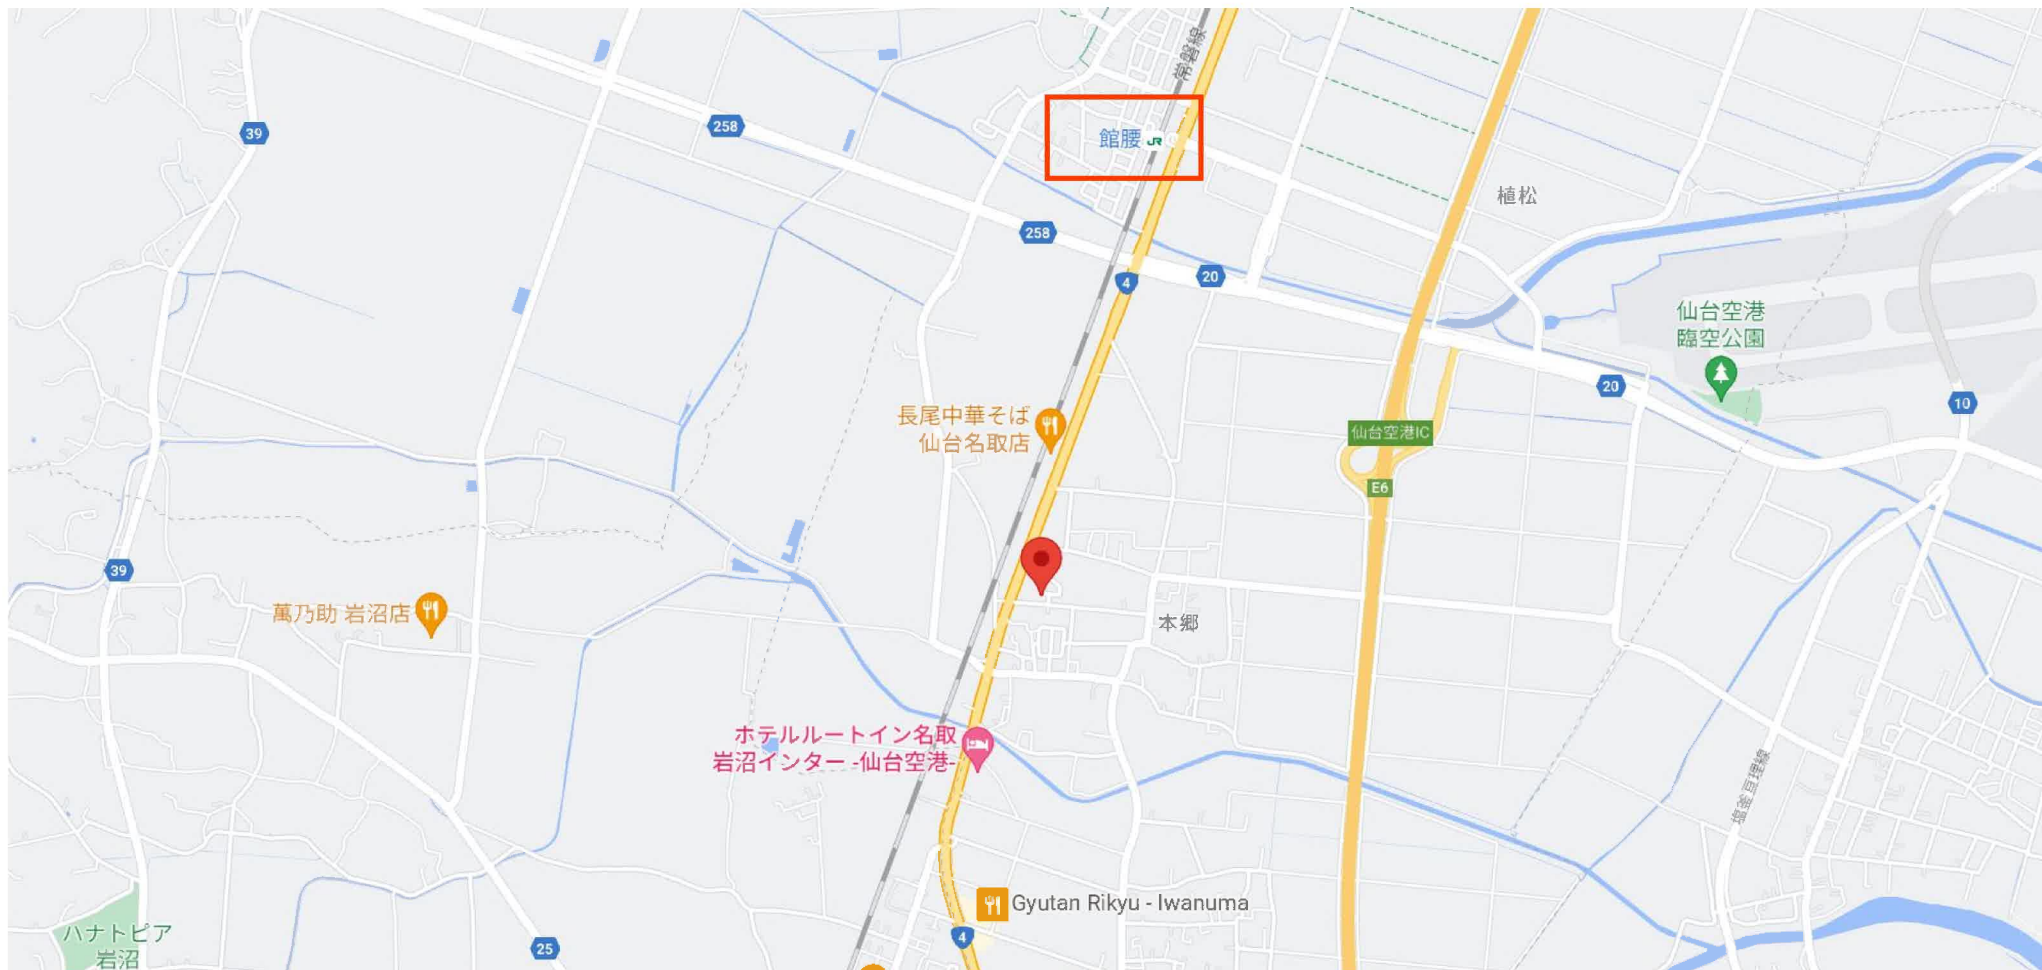 常磐線
39
258
館腰 JR
植松
258
4
20
仙台空港
臨空公園
20
10
長尾中華そば
仙台名取店
仙台空港IC
E6
39
萬乃助 岩沼店
本郷
ホテルルートイン名取
岩沼インター -仙台空港-
塩釜亘理線
Gyutan Rikyu - Iwanuma
ハナトピア
岩沼
25
4